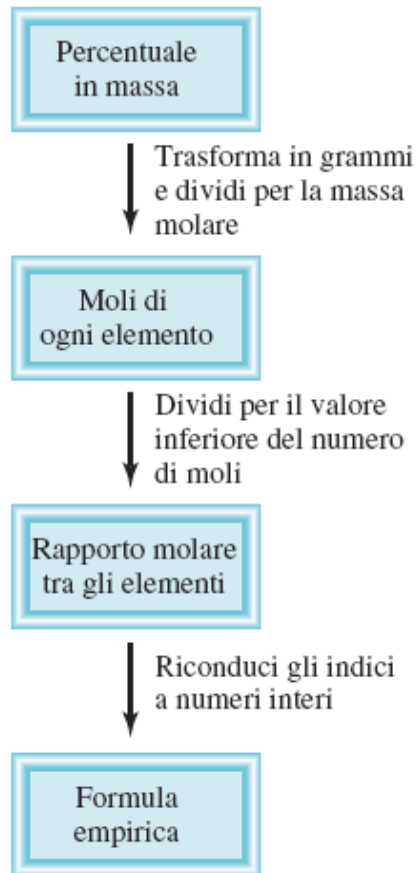 Percentuale
in massa
Trasforma in grammi
e dividi per la massa
molare
Moli di
ogni elemento
Dividi per il valore
inferiore del numero
di moli
Rapporto molare
tra gli elementi
Riconduci gli indici
a numeri interi
Formula
empirica